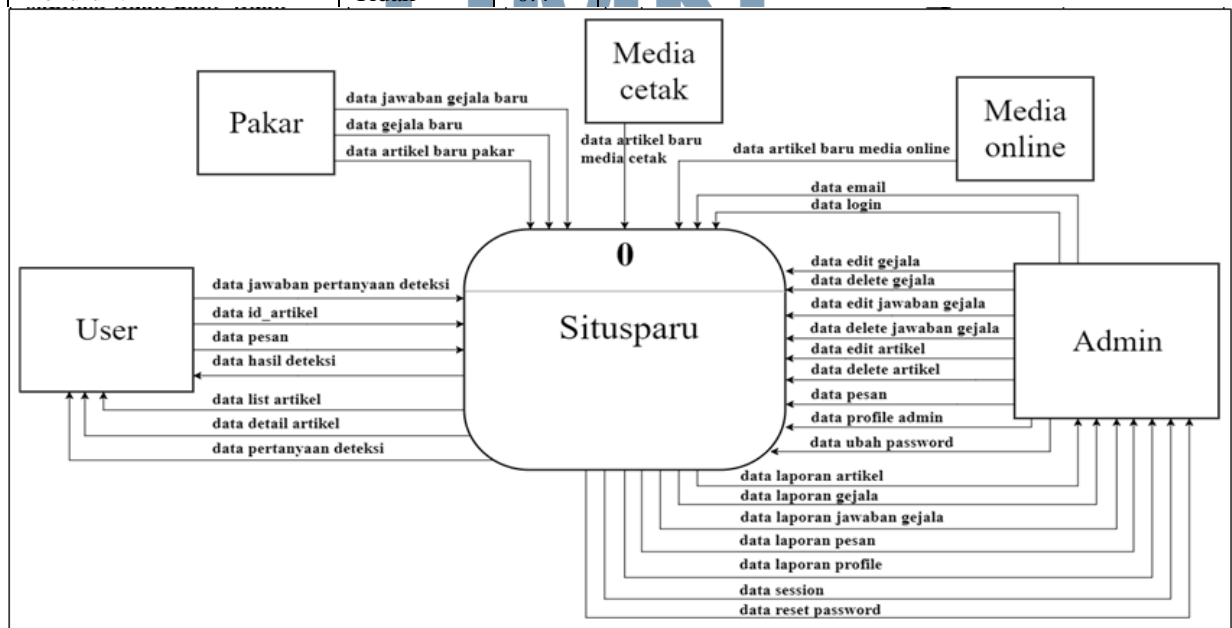 Media
cetak
Pakar
data jawaban gejala baru
data gejala baru
data artikel baru pakar
data artikel baru
media cetak
Media
online
data artikel baru media online
data email
data login
0
Situsparu
User
data jawaban pertanyaan deteksi
data id_artikel
data pesan
data hasil deteksi
data list artikel
data detail artikel
data pertanyaan deteksi
data edit gejala
data delete gejala
data edit jawaban gejala
data delete jawaban gejala
data edit artikel
data delete artikel
data pesan
data profile admin
data ubah password
Admin
data laporan artikel
data laporan gejala
data laporan jawaban gejala
data laporan pesan
data laporan profile
data session
data reset password